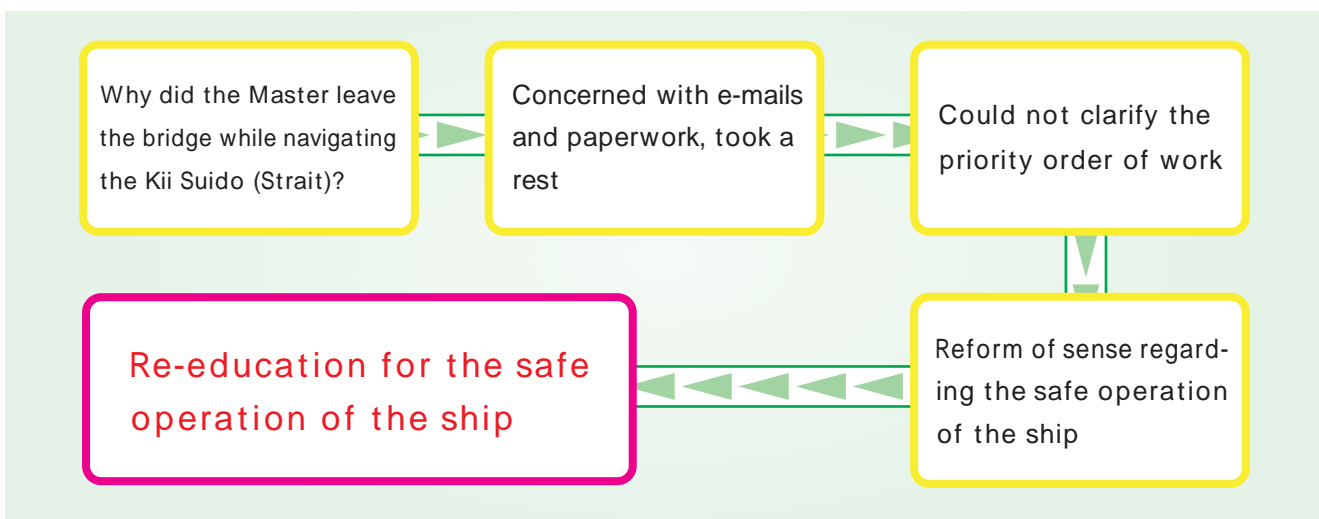 Why did the Master leave
the bridge while navigating
the Kii Suido (Strait)?
Concerned with e-mails
and paperwork, took a
rest
Could not clarify the
priority order of work
Reform of sense regard-
ing the safe operation
of the ship
Re-education for the safe
operation of the ship